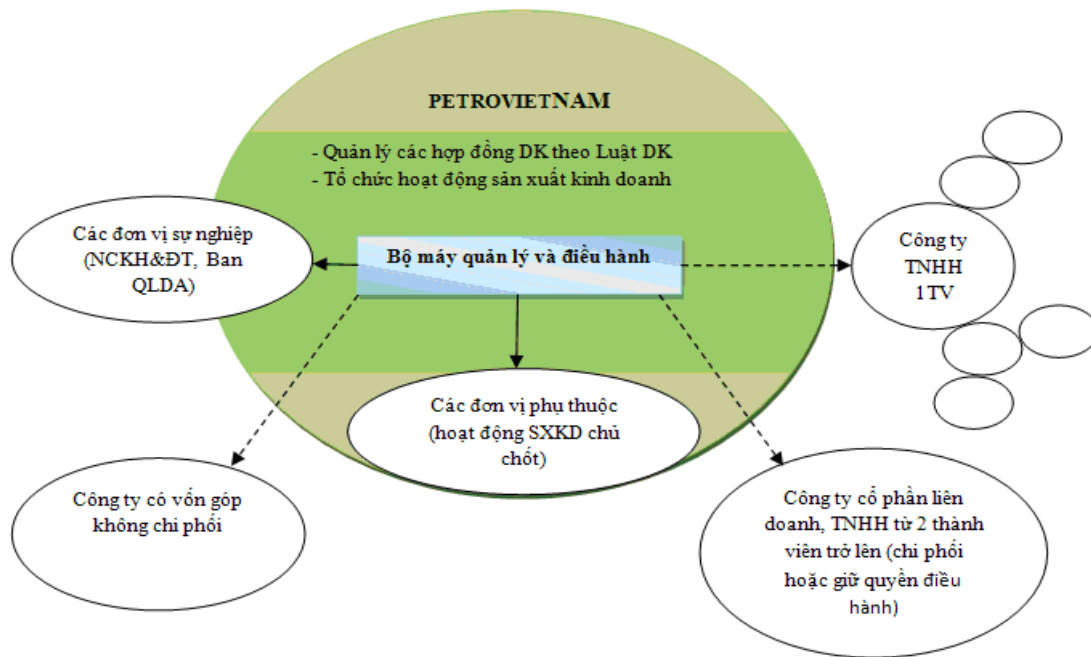 PETROVIETNAM
- Quản lý các hợp đồng DK theo Luật DK
- Tổ chức hoạt động sản xuất kinh doanh
Các đơn vị sự nghiệp
(NCKH&ĐT, Ban
QLDA)
Bộ máy quản lý và điều hành
Công ty
TNHH
1TV
Các đơn vị phụ thuộc
(hoạt động SXKD chủ
chốt)
Công ty có vốn góp
không chi phối
Công ty cổ phần liên
doanh, TNHH từ 2 thành
viên trở lên (chi phối
hoặc giữ quyền điều
hành)